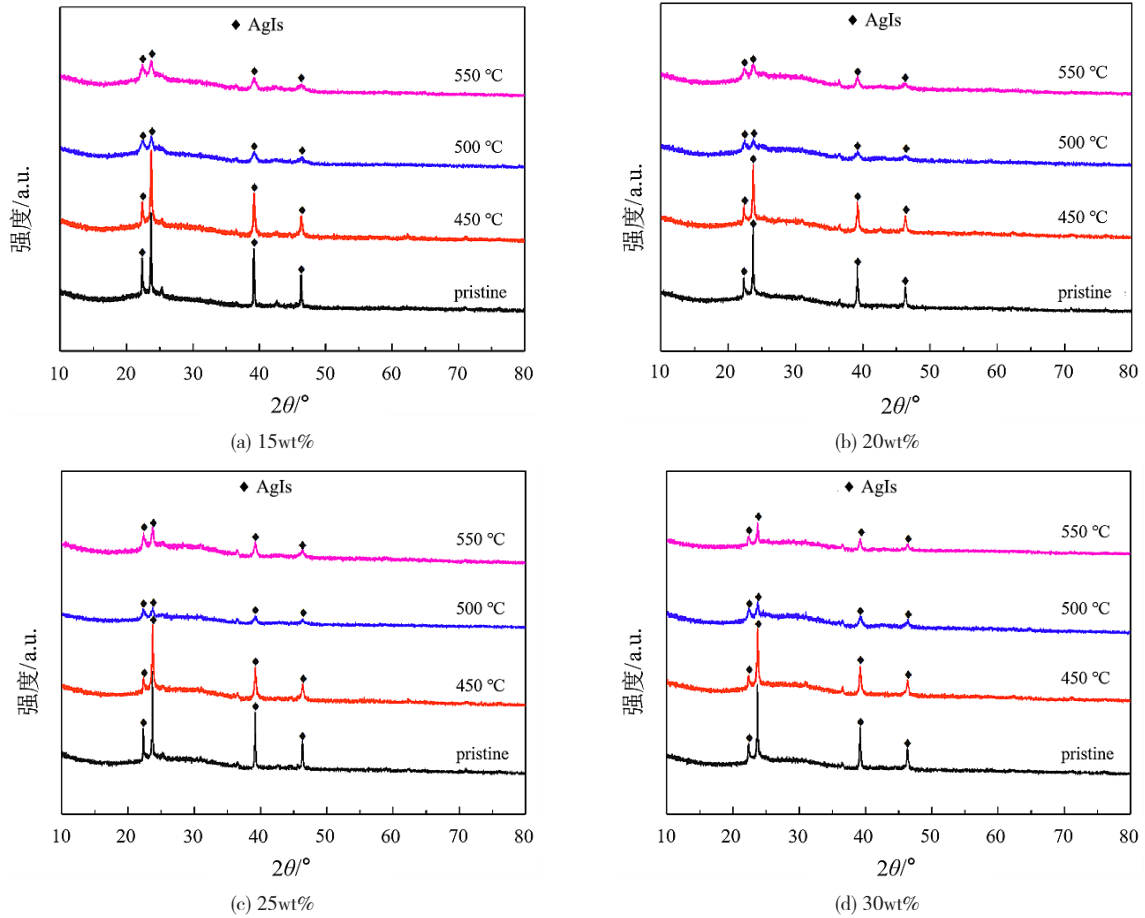 ◆ AgIs
550 ℃
500 ℃
450 ℃
pristine
强度/a.u.
10 20 30 40 50 60 70 80
2θ/°
(a) 15wt%
◆ AgIs
550 ℃
500 ℃
450 ℃
pristine
强度/a.u.
10 20 30 40 50 60 70 80
2θ/°
(b) 20wt%
◆ AgIs
550 ℃
500 ℃
450 ℃
pristine
强度/a.u.
10 20 30 40 50 60 70 80
2θ/°
(c) 25wt%
◆ AgIs
550 ℃
500 ℃
450 ℃
pristine
强度/a.u.
10 20 30 40 50 60 70 80
2θ/°
(d) 30wt%